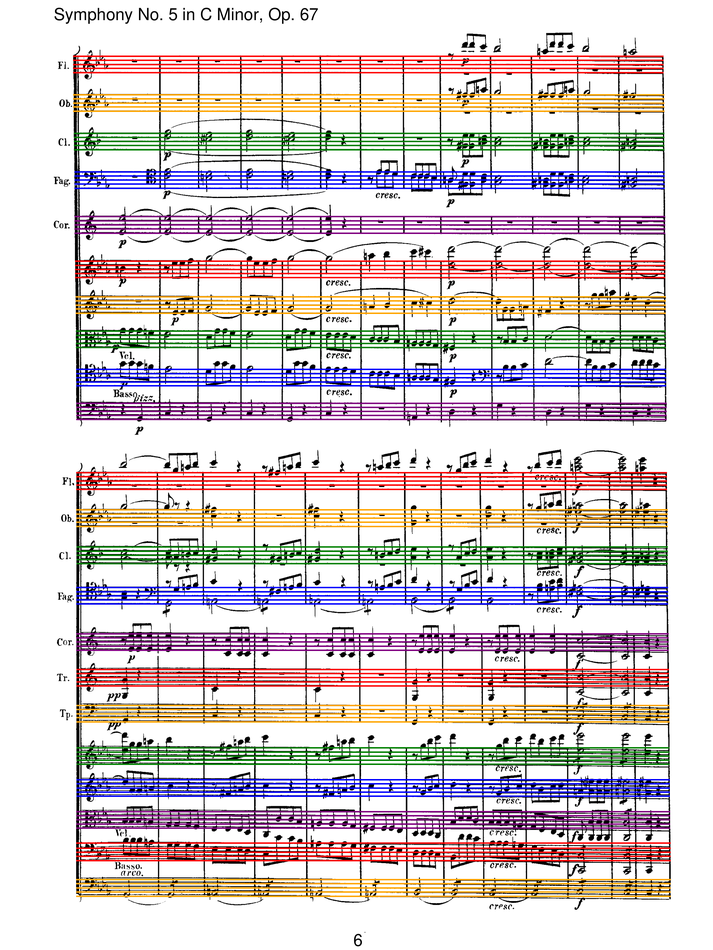 Symphony No. 5 in C Minor, Op. 67
Fl.
Ob.
Cl.
p
p
Fag.
p
cresc.
p
Cor.
p
p
cresc.
p
p
cresc.
p
p
Vcl.
cresc.
p
p
cresc.
p
Basso pizz.
p
Fl.
cresc.
f
Ob.
cresc.
f
Cl.
cresc.
f
Fag.
p
cresc.
f
Cor.
p
cresc.
f
Tr.
pp
f
Tp.
pp
f
cresc.
f
cresc.
f
Vcl.
cresc.
f
cresc.
f
Basso.
arco.
cresc.
f
6